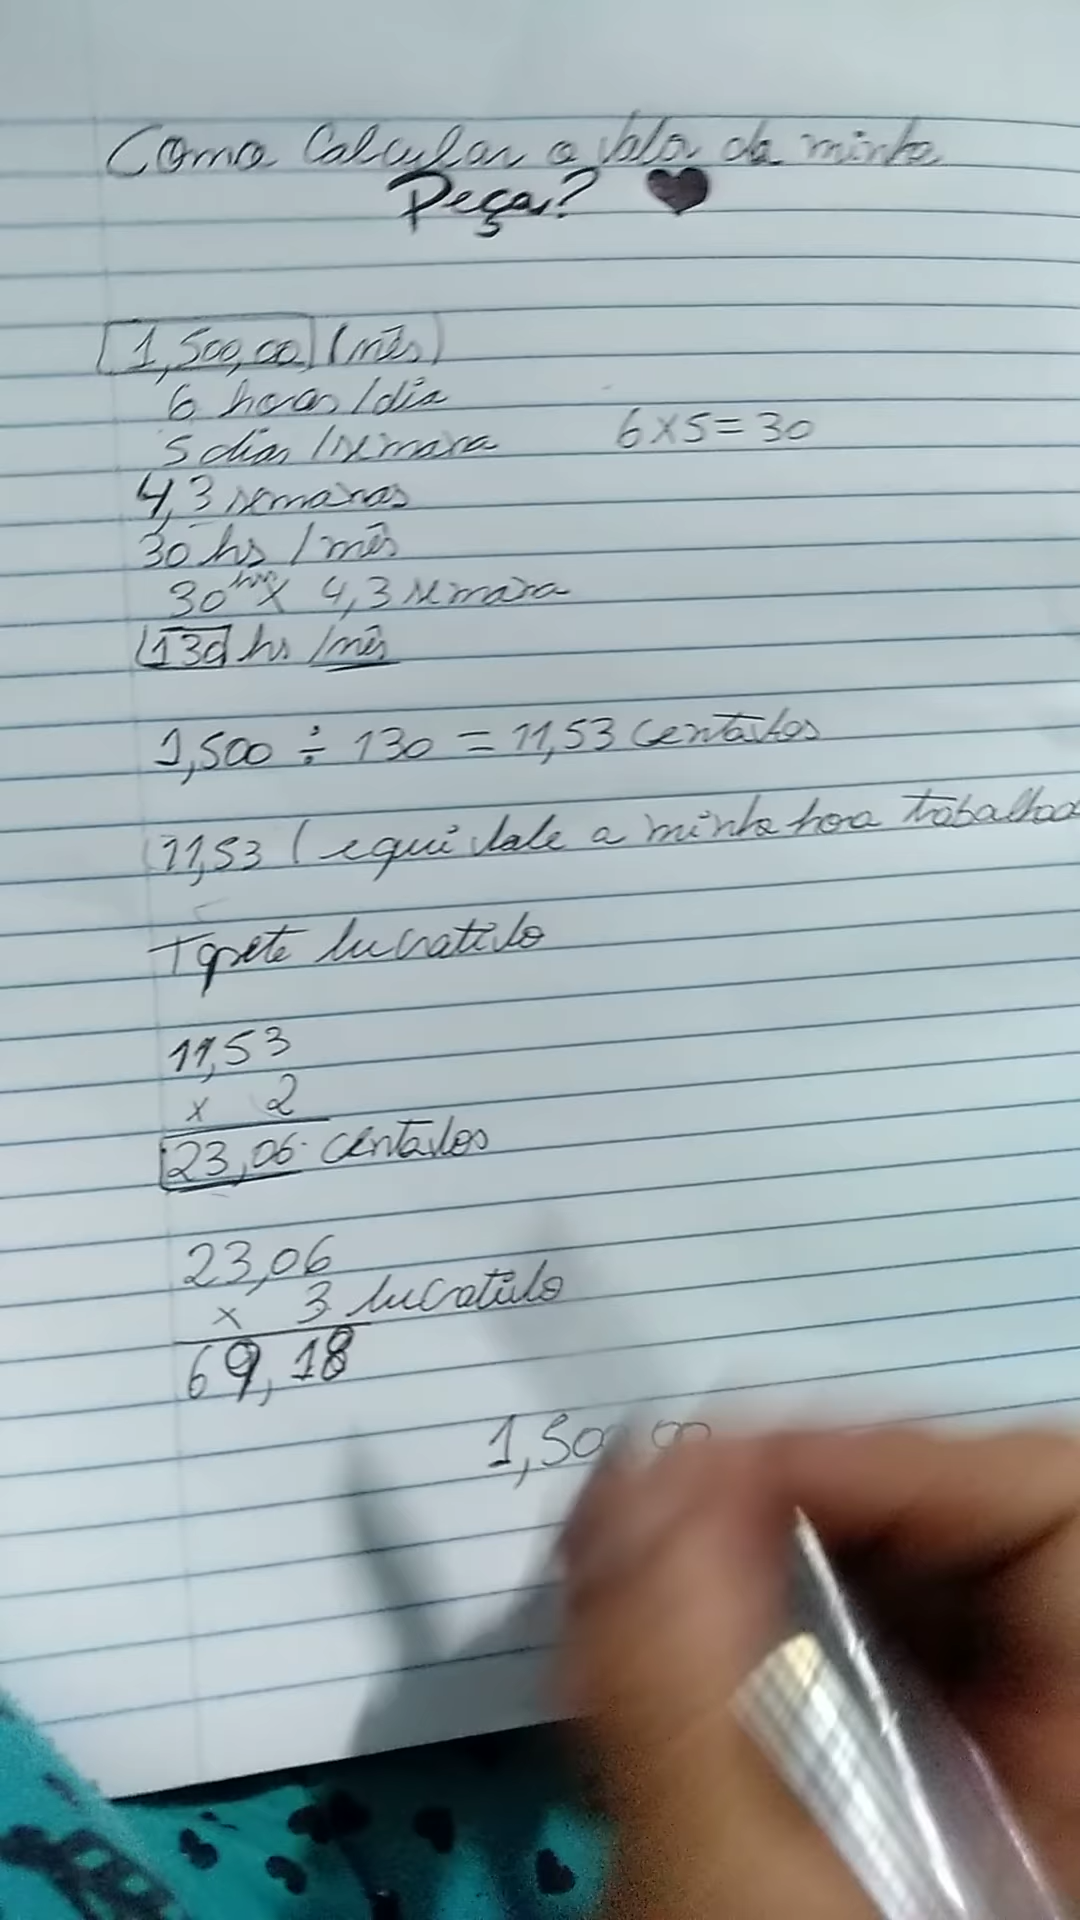 Como Calcular o valor da minha
Peça? ♥
1,500,00 (mês)
6 horas /dia
5 dias /semana 6x5=30
4,3 semanas
30 hs /mês
30 hrs x 4,3 semana
130 hs /mês
1,500 ÷ 130 = 11,53 centavos
11,53 ( equivale a minha hora trabalhad
Tapete lucrativo
11,53
x 2
23,06 centavos
23,06
x 3 lucrativo
69,18